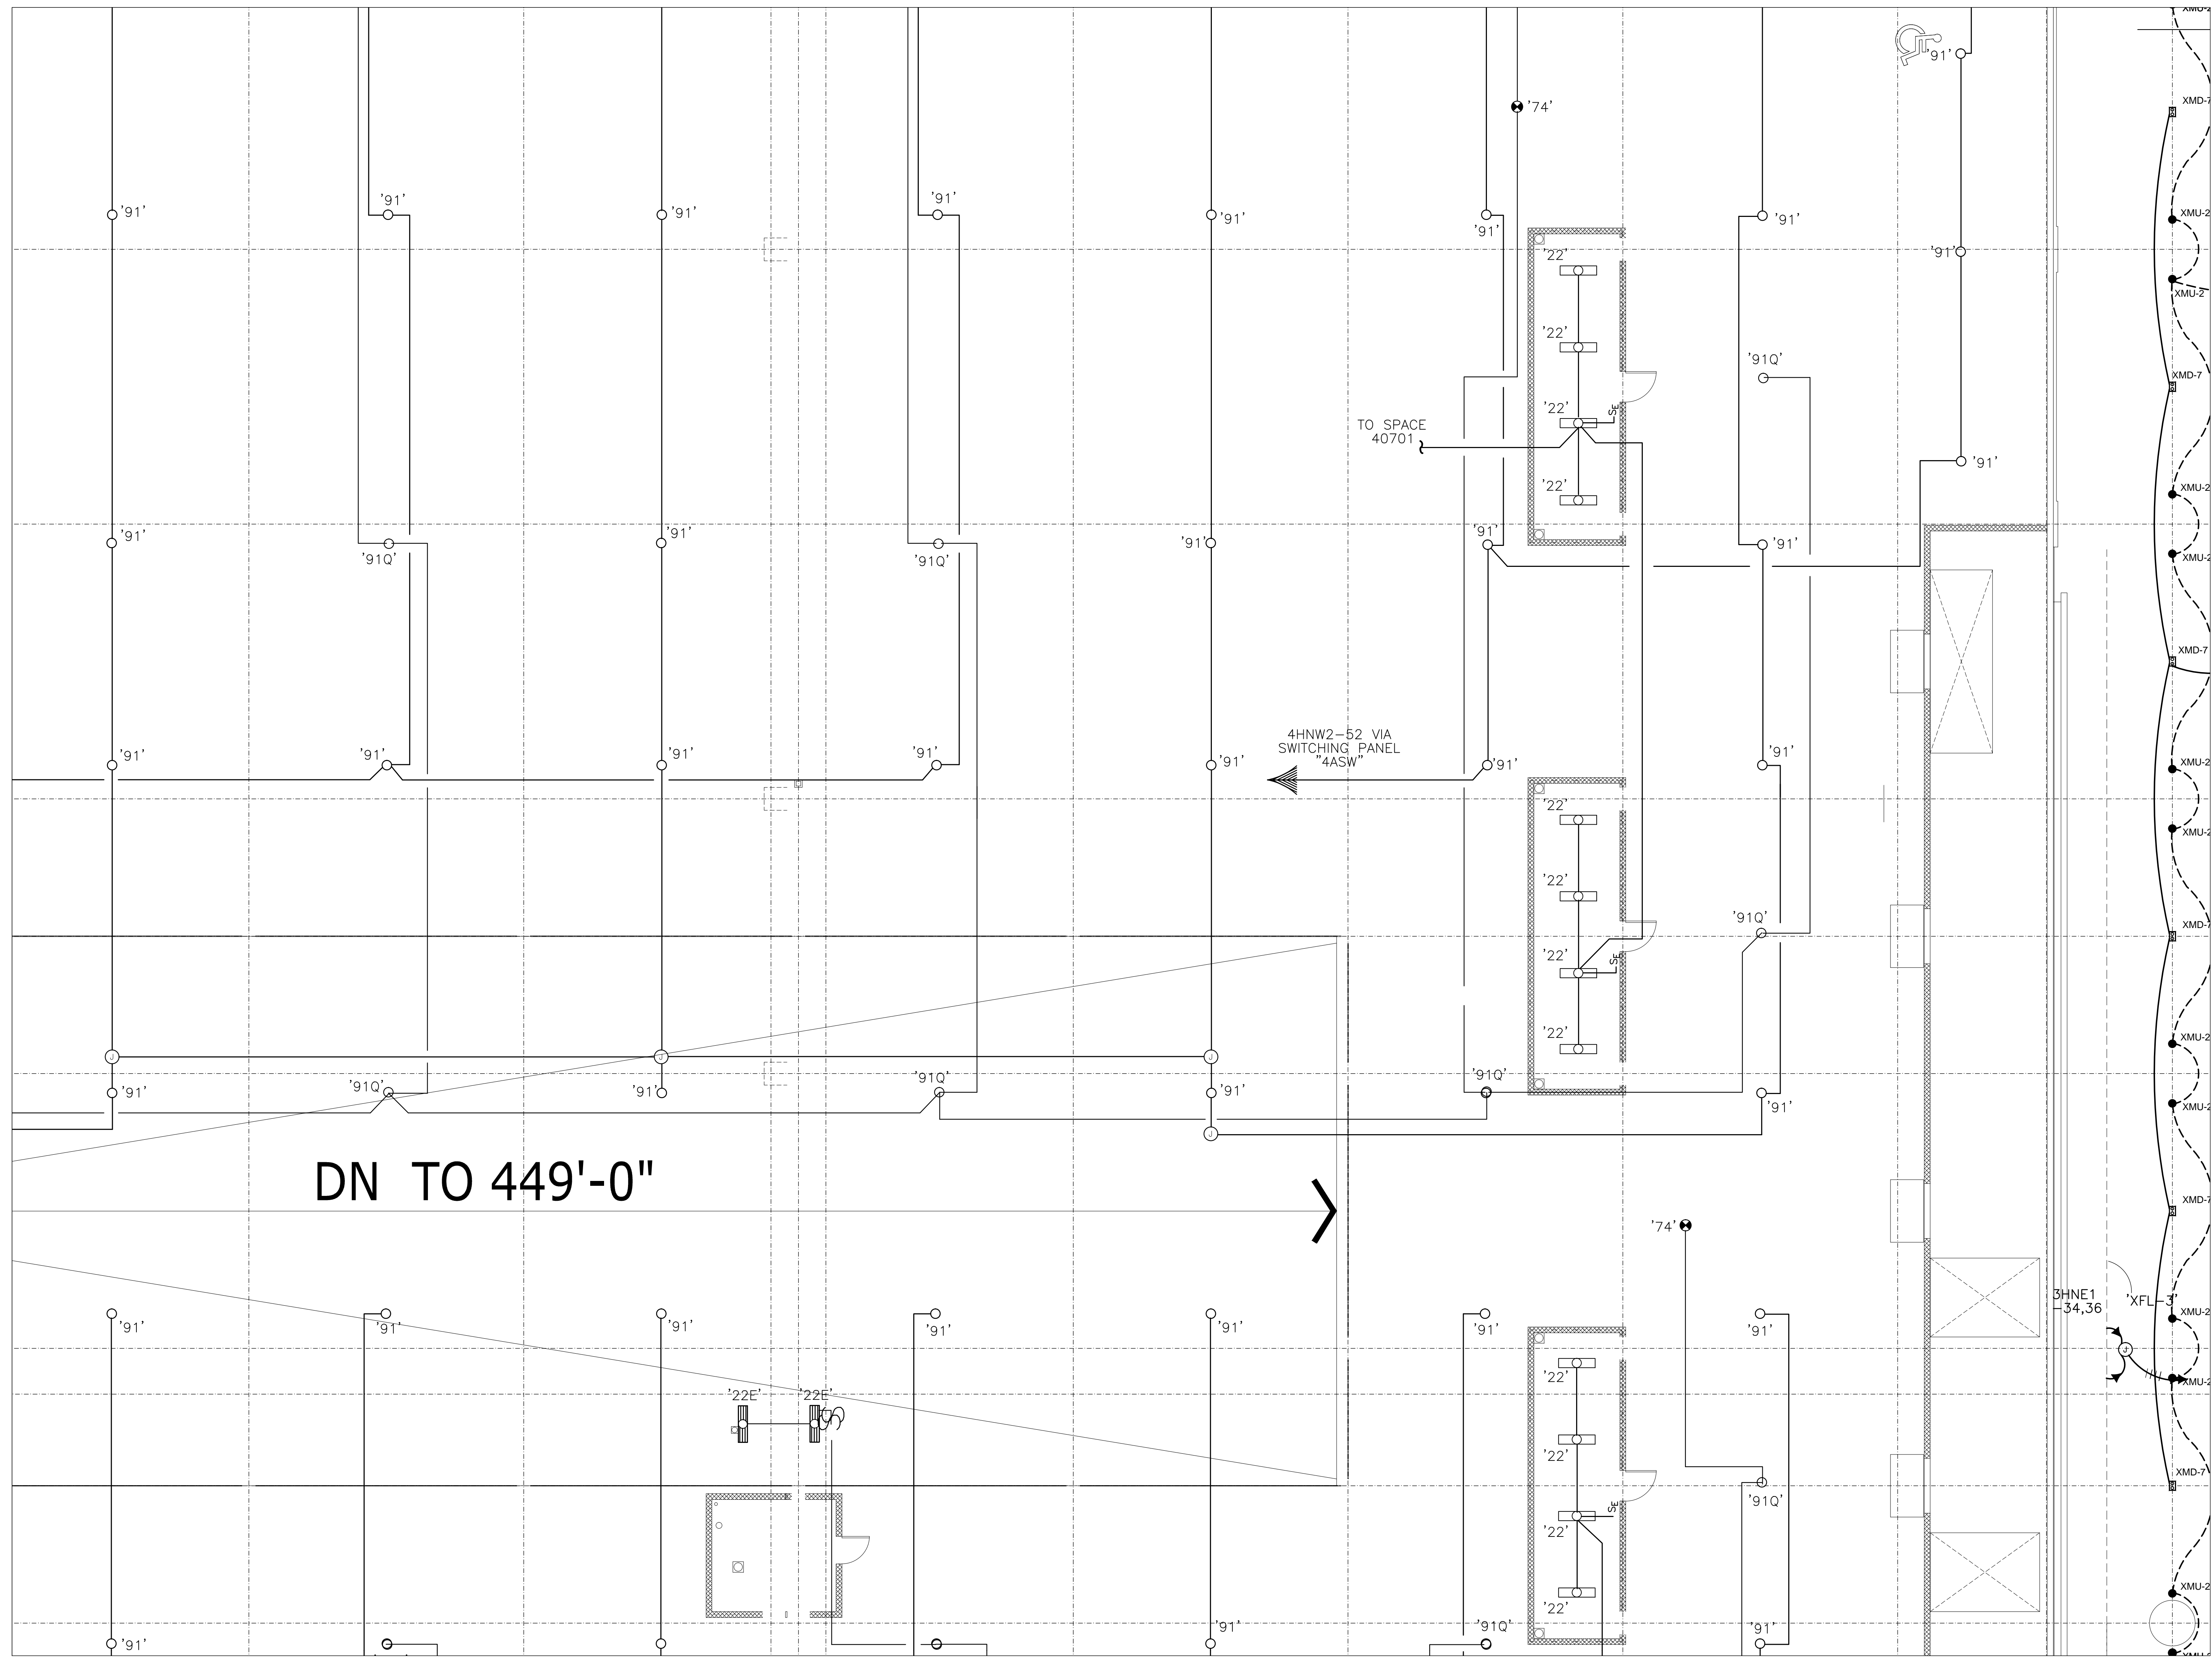 XMU-2
'91'
XMD-7
'74'
'91' '91' '91' '91' '91' '91' '91' XMU-2
'91'
'22'
XMU-2
'22' '91Q'
XMD-7
'22' SE
TO SPACE
40701
'91'
'22' XMU-2
'91' '91' '91' '91' '91'
'91Q' '91Q' XMU-2
XMD-7
4HNW2-52 VIA
SWITCHING PANEL
"4ASW"
'91' '91' '91' '91' '91' '91' '91' XMU-2
'22' XMU-2
'22'
'91Q' XMD-7
'22' SE
'22' XMU-2
J J J
'91Q' '91Q' '91Q'
'91' '91' '91' '91' XMU-2
J
DN TO 449'-0"
XMD-7
'74'
3HNE1
-34,36
'XFL-3'
XMU-2
'91' '91' '91' '91' '91' '91' '91'
J
'22' XMU-2
'22E' '22E'
'22'
XMD-7
'91Q'
SE
'22'
XMU-2
'22'
'91' '91' '91Q' '91'